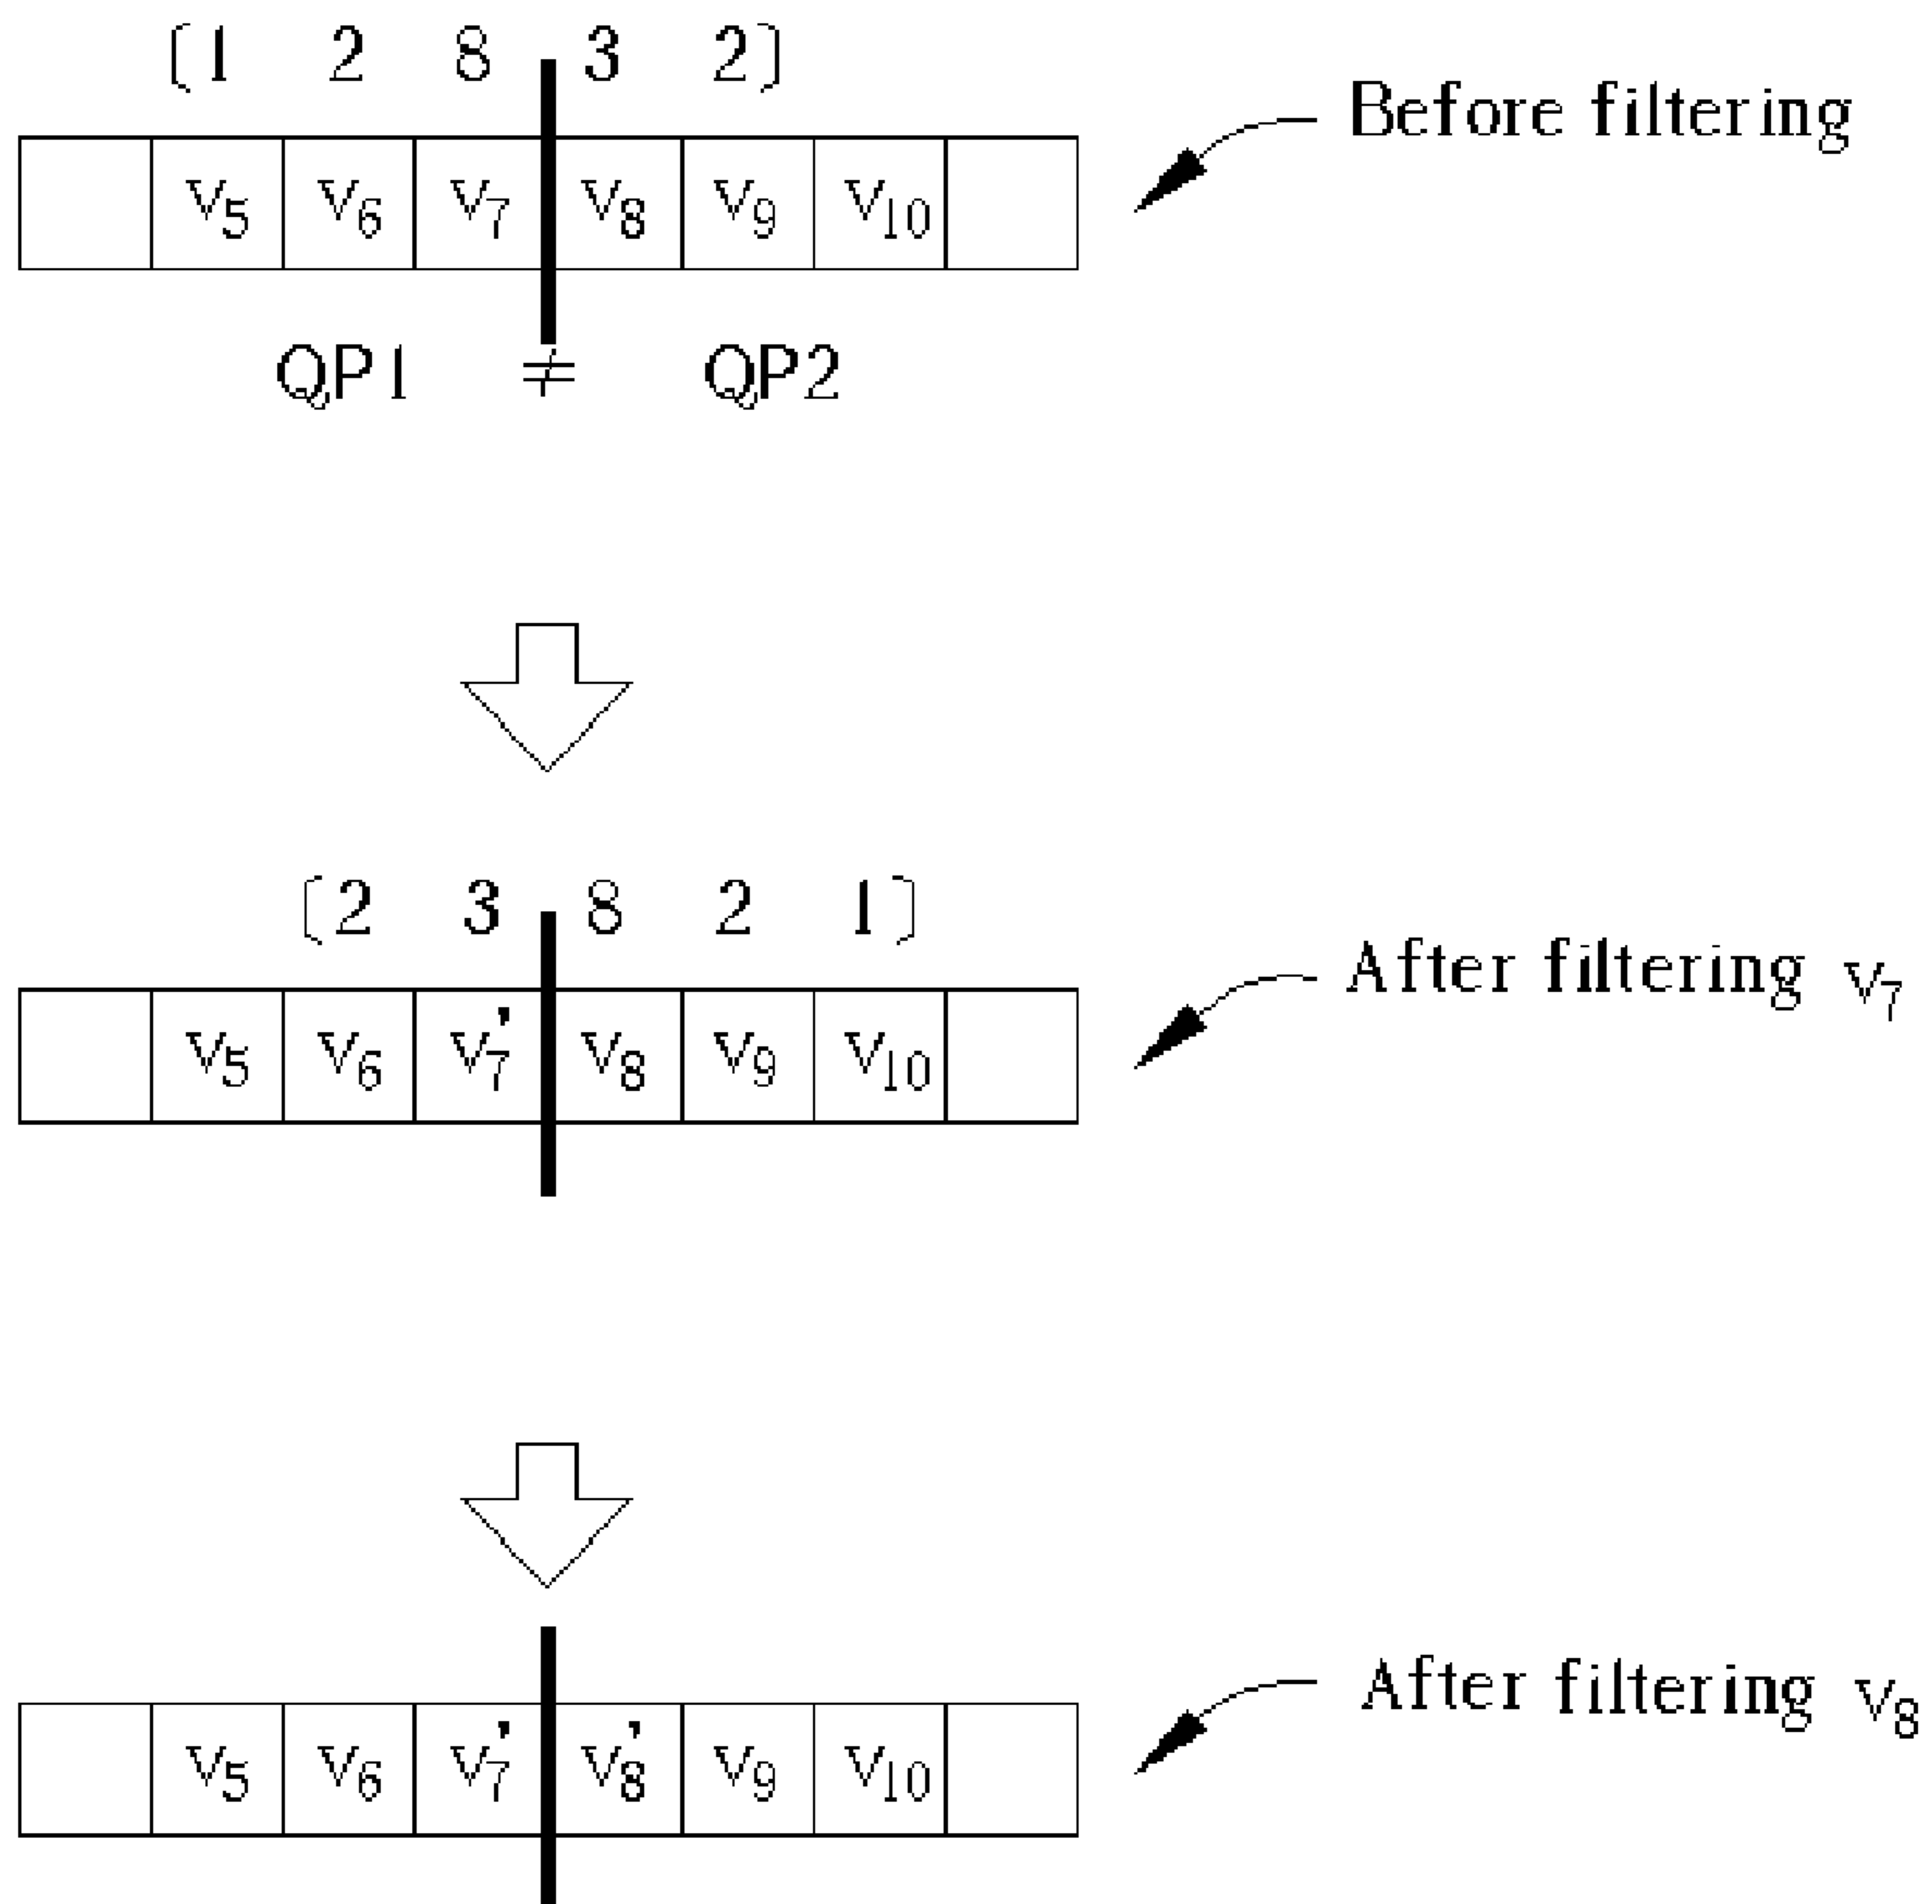 [1 2 8 3 2]
Before filtering
v5 v6 v7 v8 v9 v10
QP1 ≠ QP2
[2 3 8 2 1]
After filtering v7
v5 v6 v7' v8 v9 v10
After filtering v8
v5 v6 v7' v8' v9 v10